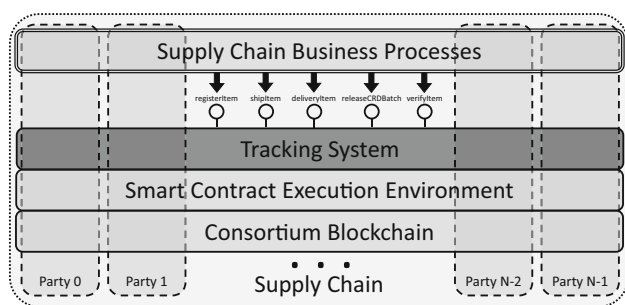 Supply Chain Business Processes
registerItem shipItem deliveryItem releaseCRDBatch verifyItem
Tracking System
Smart Contract Execution Environment
Consortium Blockchain
. . .
Party 0 Party 1 Supply Chain Party N-2 Party N-1